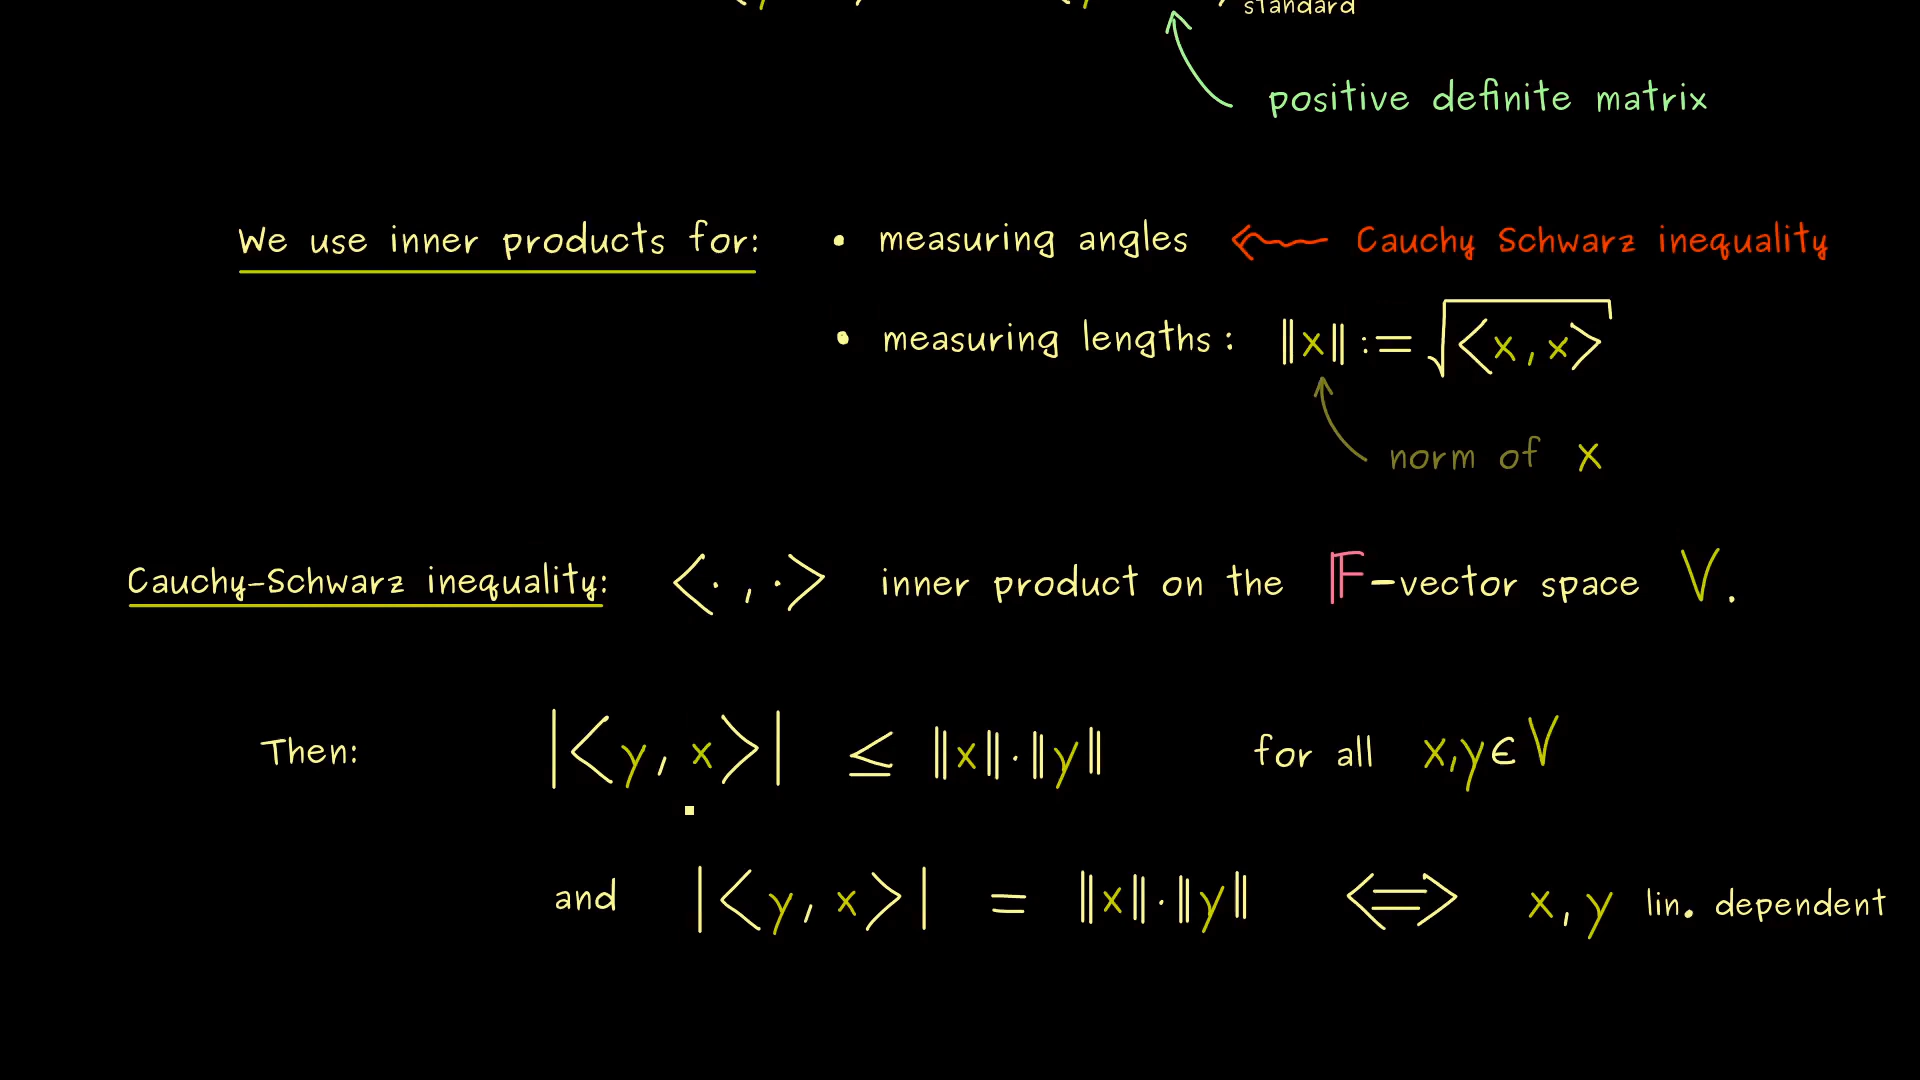 standard
positive definite matrix
We use inner products for: • measuring angles ← Cauchy Schwarz inequality
• measuring lengths: ‖x‖ := √<x, x>
norm of x
Cauchy-Schwarz inequality: <·, ·> inner product on the 𝔽-vector space V.
Then: |<y, x>| ≤ ‖x‖·‖y‖ for all x,y ∈ V
and |<y, x>| = ‖x‖·‖y‖ ⟺ x, y lin. dependent